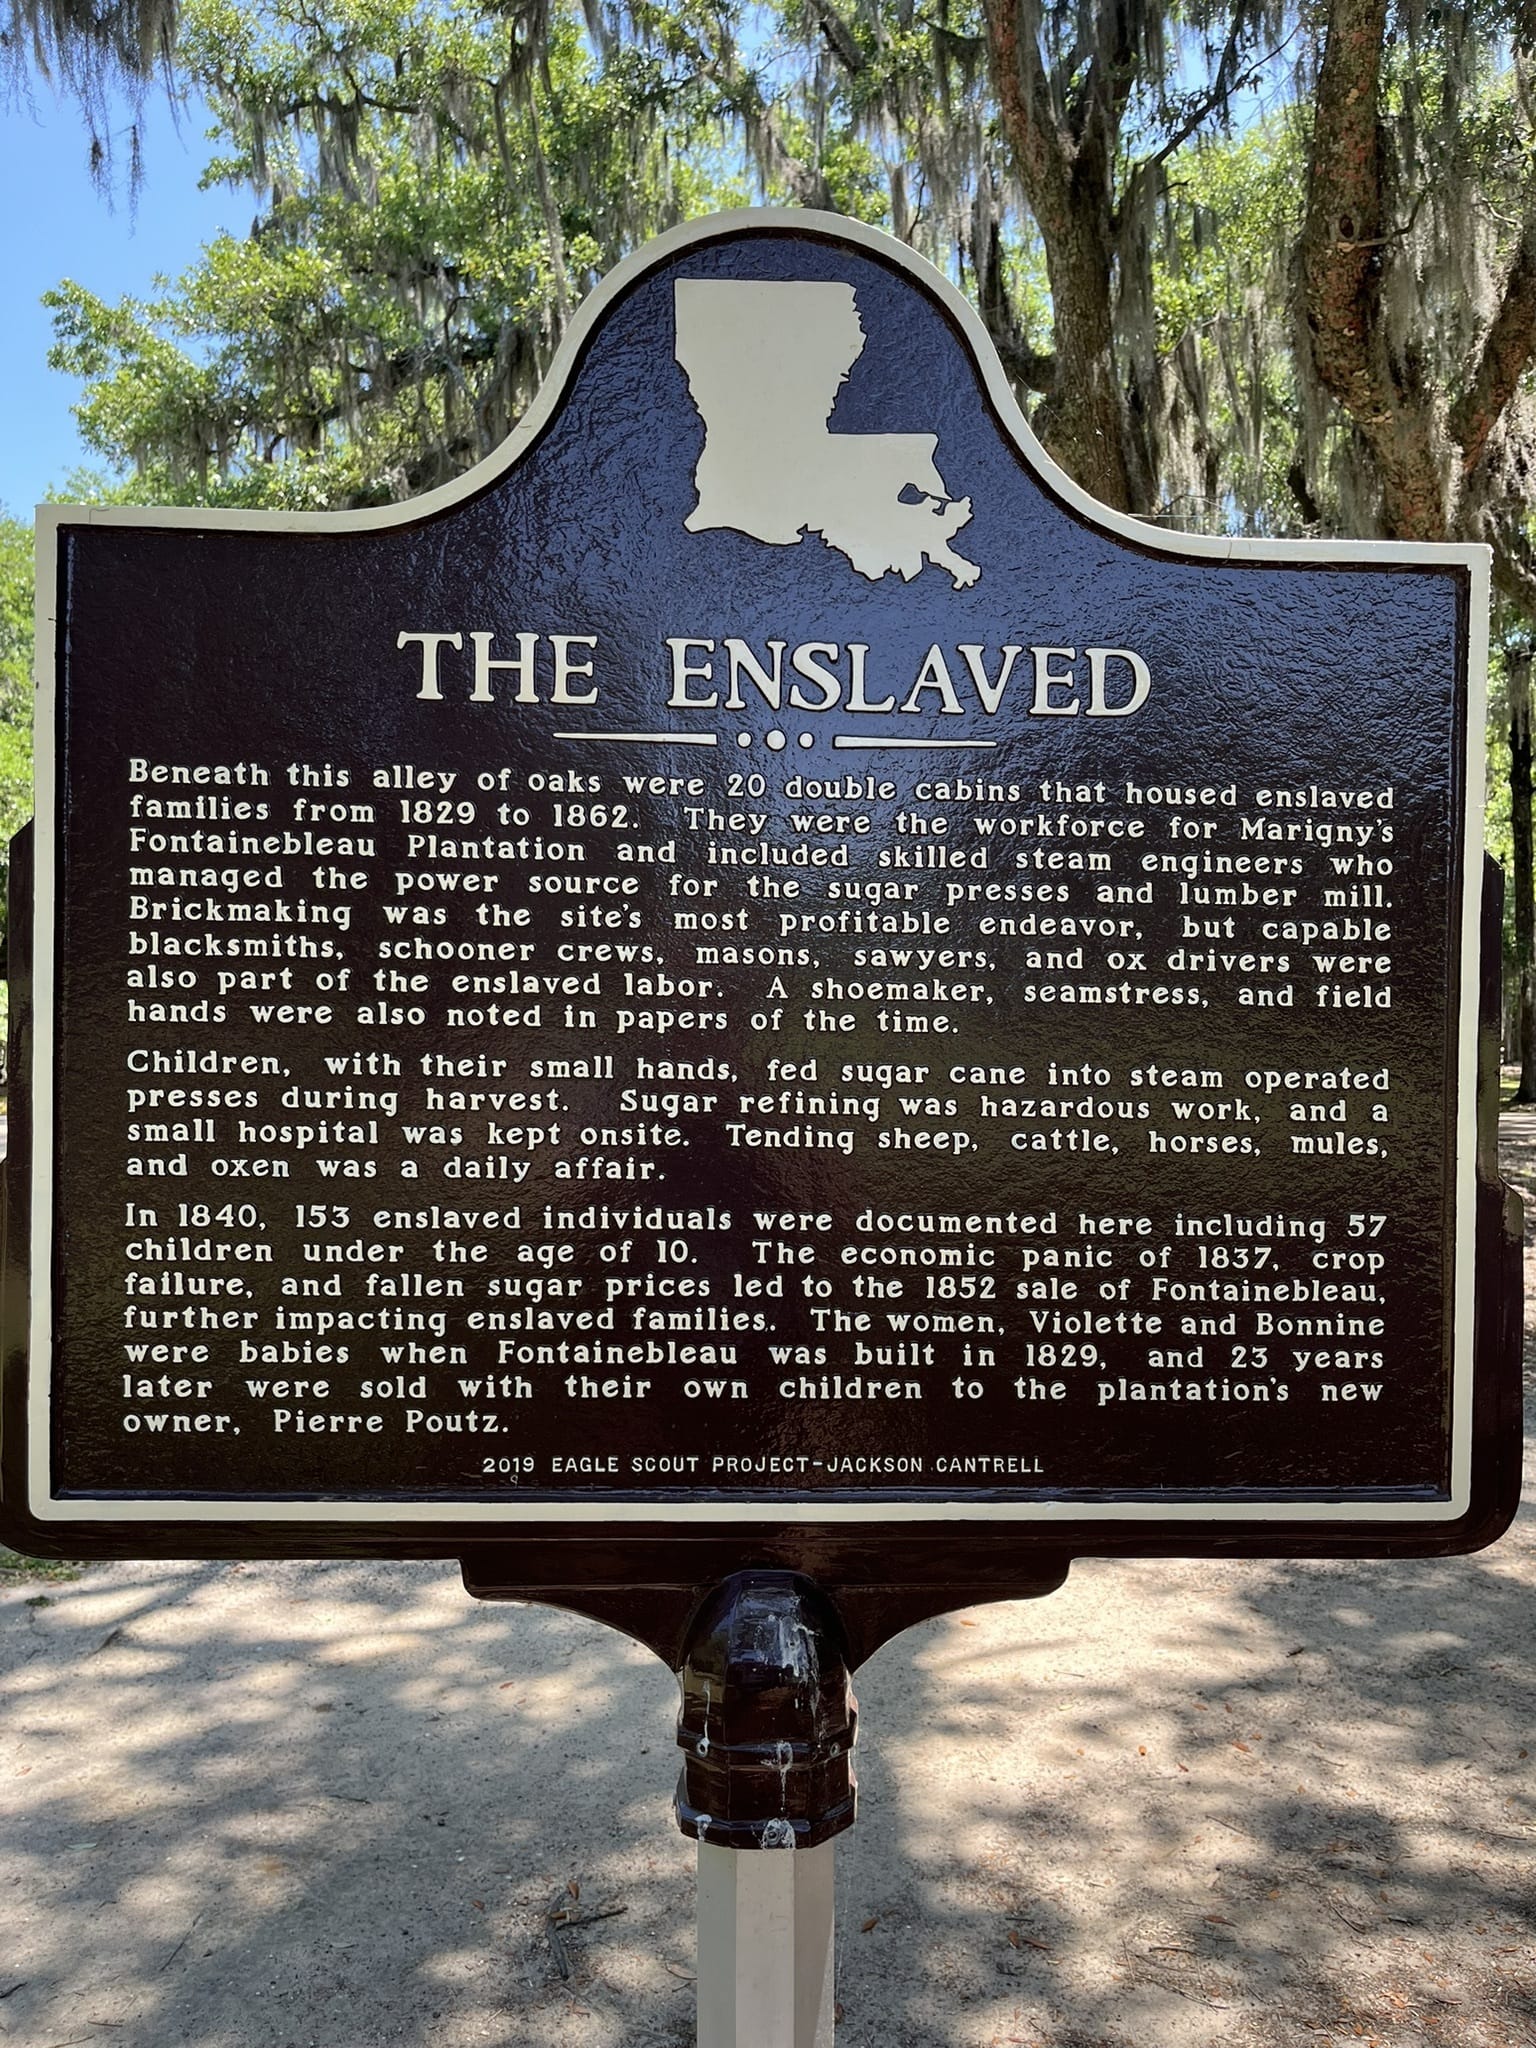 THE ENSLAVED
Beneath this alley of oaks were 20 double cabins that housed enslaved
families from 1829 to 1862. They were the workforce for Marigny's
Fontainebleau Plantation and included skilled steam engineers who
managed the power source for the sugar presses and lumber mill.
Brickmaking was the site's most profitable endeavor, but capable
blacksmiths, schooner crews, masons, sawyers, and ox drivers were
also part of the enslaved labor. A shoemaker, seamstress, and field
hands were also noted in papers of the time.
Children, with their small hands, fed sugar cane into steam operated
presses during harvest. Sugar refining was hazardous work, and a
small hospital was kept onsite. Tending sheep, cattle, horses, mules,
and oxen was a daily affair.
In 1840, 153 enslaved individuals were documented here including 57
children under the age of 10. The economic panic of 1837, crop
failure, and fallen sugar prices led to the 1852 sale of Fontainebleau,
further impacting enslaved families. The women, Violette and Bonnine
were babies when Fontainebleau was built in 1829, and 23 years
later were sold with their own children to the plantation's new
owner, Pierre Poutz.
2019 EAGLE SCOUT PROJECT-JACKSON CANTRELL